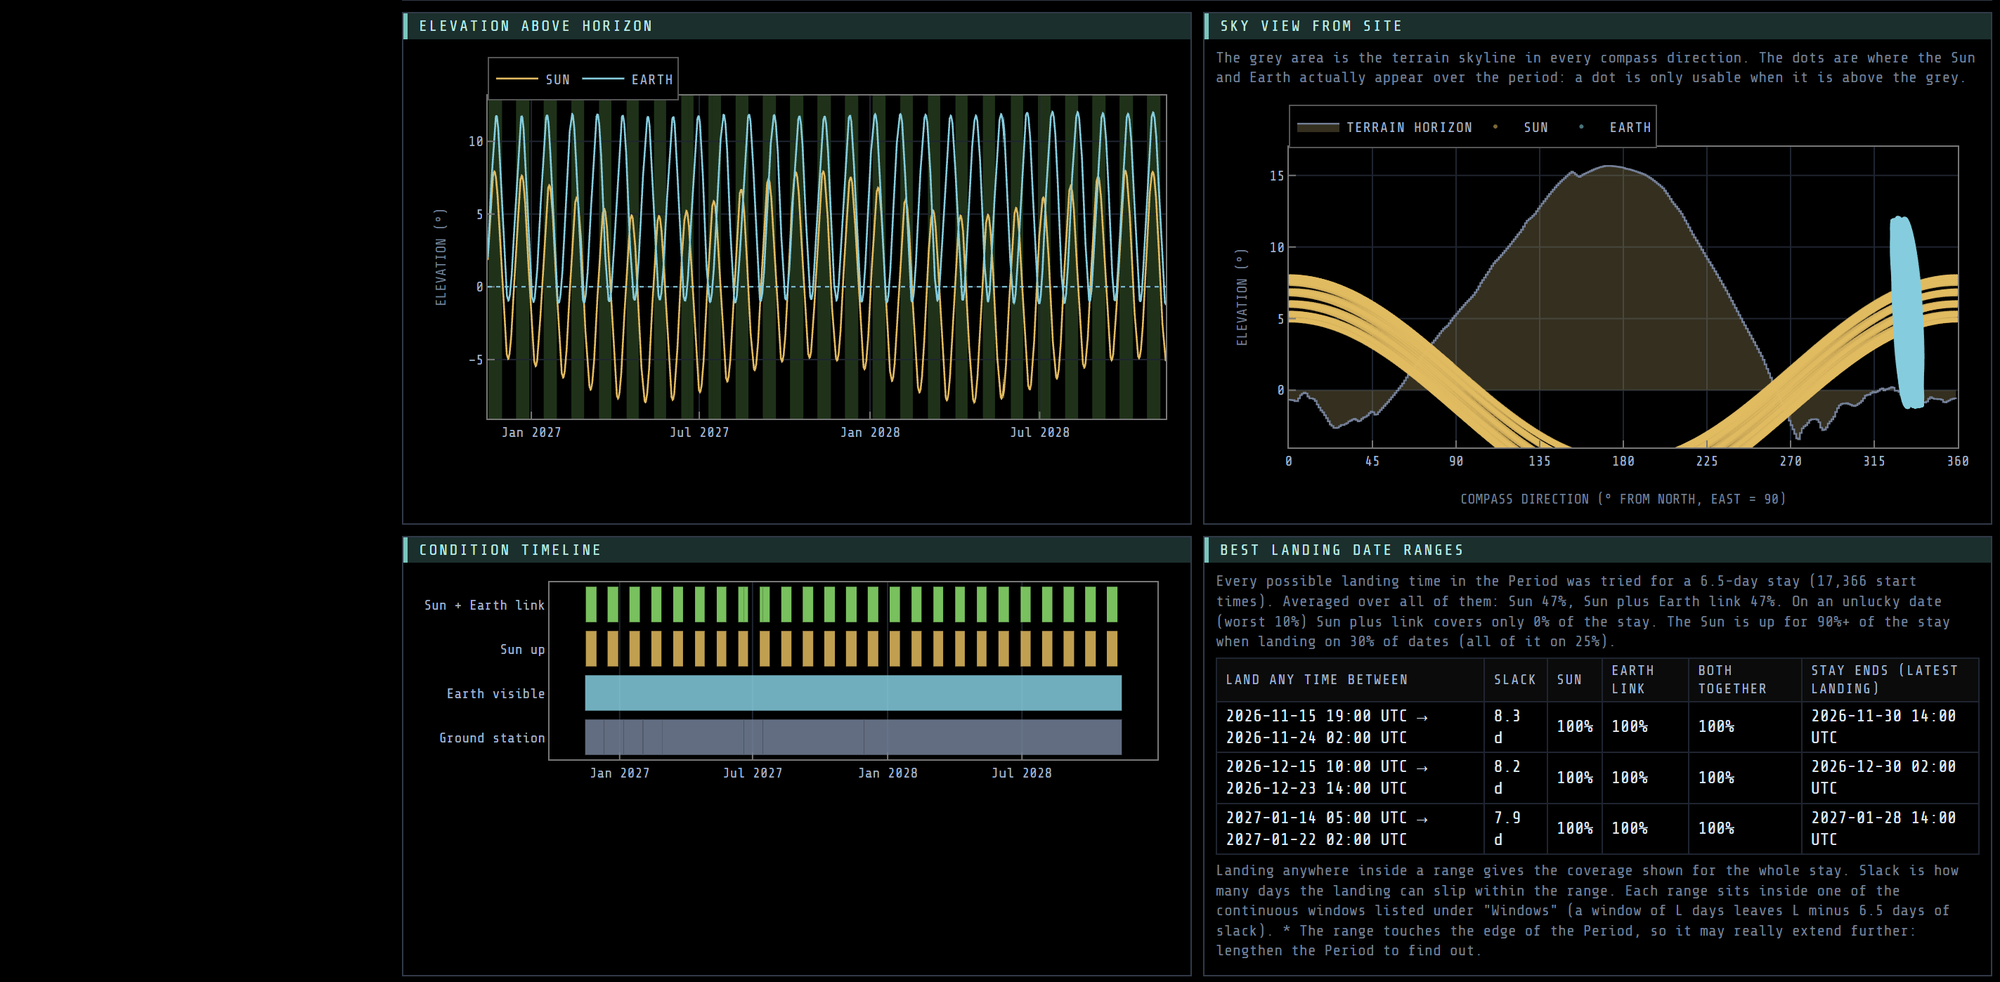 ELEVATION ABOVE HORIZON
SUN EARTH
10
5
0
−5
ELEVATION (°)
Jan 2027 Jul 2027 Jan 2028 Jul 2028
SKY VIEW FROM SITE
The grey area is the terrain skyline in every compass direction. The dots are where the Sun
and Earth actually appear over the period: a dot is only usable when it is above the grey.
TERRAIN HORIZON SUN EARTH
15
10
5
0
ELEVATION (°)
0 45 90 135 180 225 270 315 360
COMPASS DIRECTION (° FROM NORTH, EAST = 90)
CONDITION TIMELINE
Sun + Earth link
Sun up
Earth visible
Ground station
Jan 2027 Jul 2027 Jan 2028 Jul 2028
BEST LANDING DATE RANGES
Every possible landing time in the Period was tried for a 6.5-day stay (17,366 start
times). Averaged over all of them: Sun 47%, Sun plus Earth link 47%. On an unlucky date
(worst 10%) Sun plus link covers only 0% of the stay. The Sun is up for 90%+ of the stay
when landing on 30% of dates (all of it on 25%).
LAND ANY TIME BETWEEN SLACK SUN EARTH LINK BOTH TOGETHER STAY ENDS (LATEST LANDING)
2026-11-15 19:00 UTC → 2026-11-24 02:00 UTC 8.3 d 100% 100% 100% 2026-11-30 14:00 UTC
2026-12-15 10:00 UTC → 2026-12-23 14:00 UTC 8.2 d 100% 100% 100% 2026-12-30 02:00 UTC
2027-01-14 05:00 UTC → 2027-01-22 02:00 UTC 7.9 d 100% 100% 100% 2027-01-28 14:00 UTC
Landing anywhere inside a range gives the coverage shown for the whole stay. Slack is how
many days the landing can slip within the range. Each range sits inside one of the
continuous windows listed under "Windows" (a window of L days leaves L minus 6.5 days of
slack). * The range touches the edge of the Period, so it may really extend further:
lengthen the Period to find out.